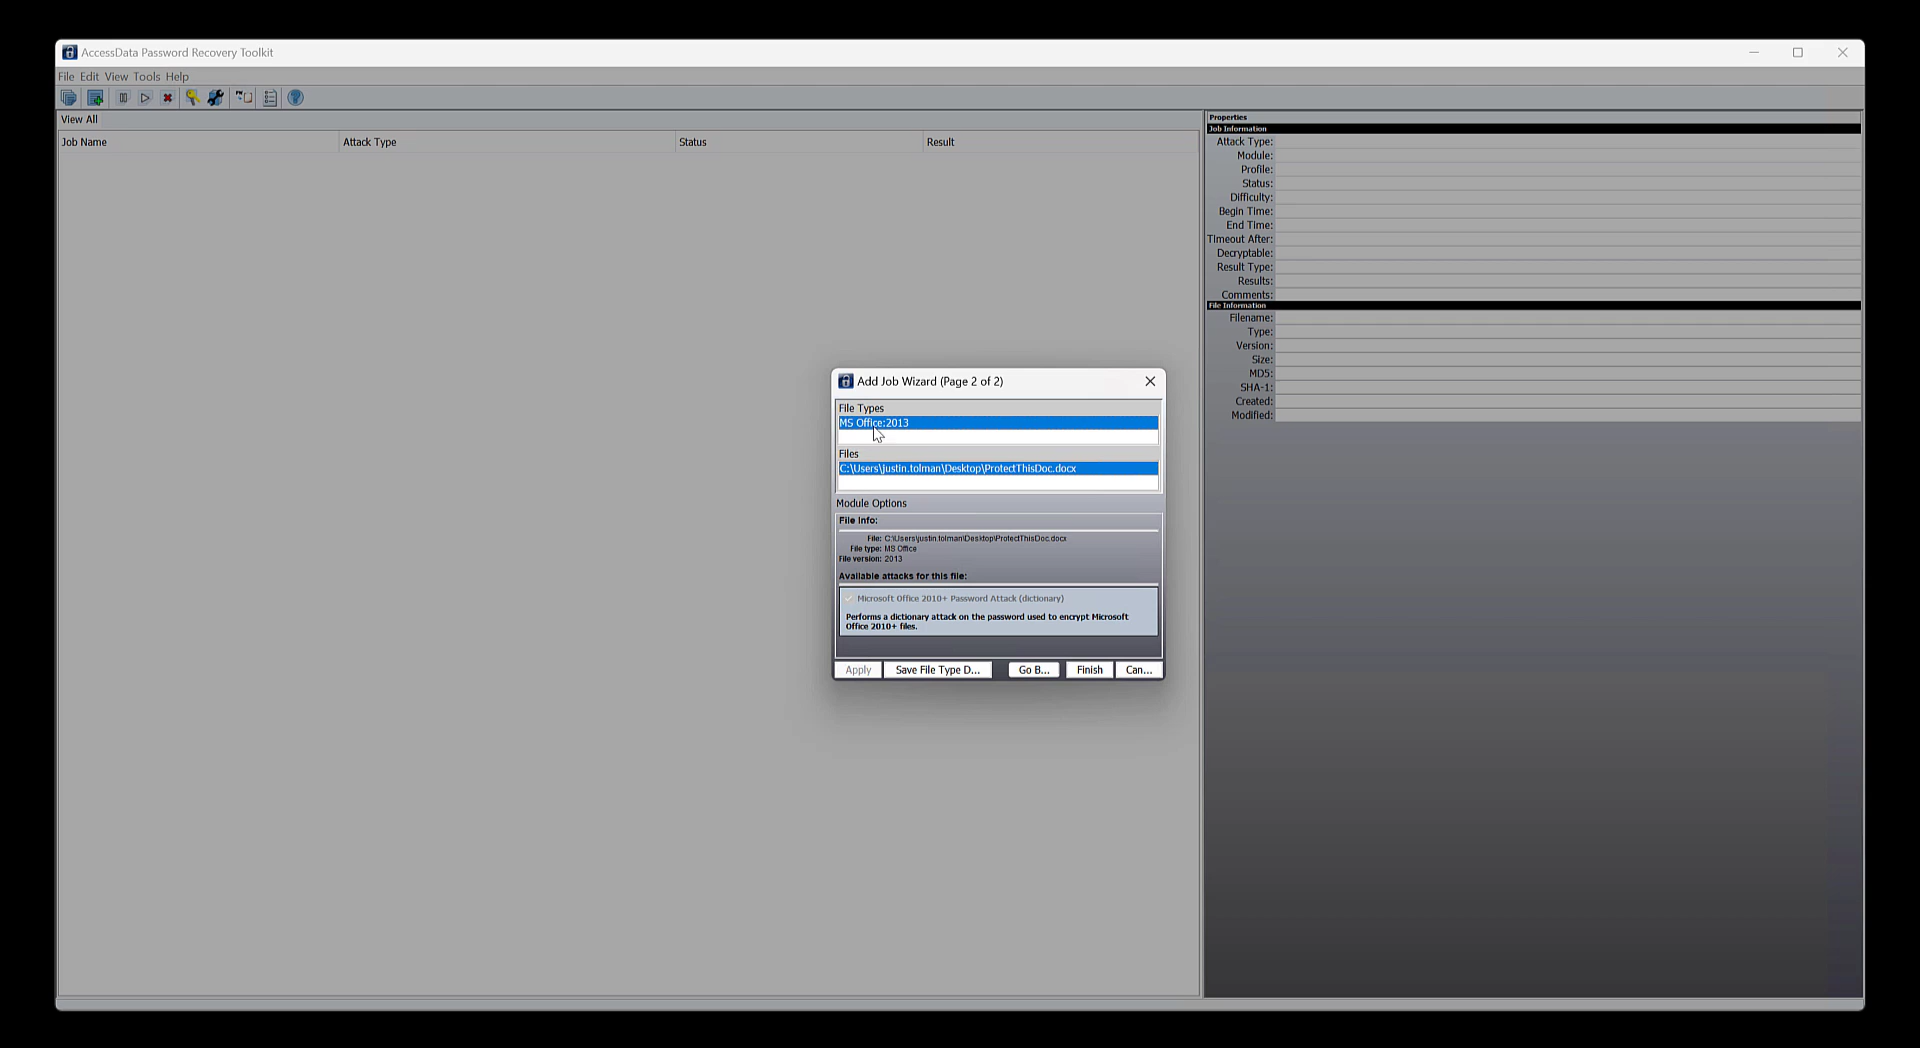 AccessData Password Recovery Toolkit
File Edit View Tools Help
View All
Job Name Attack Type Status Result
Properties
Job Information
Attack Type:
Module:
Profile:
Status:
Difficulty:
Begin Time:
End Time:
Timeout After:
Decryptable:
Result Type:
Results:
Comments:
File Information
Filename:
Type:
Version:
Size:
MD5:
SHA-1:
Created:
Modified:
Add Job Wizard (Page 2 of 2)
File Types
MS Office:2013
Files
C:\Users\justin.tolman\Desktop\ProtectThisDoc.docx
Module Options
File Info:
File: C:\Users\justin.tolman\Desktop\ProtectThisDoc.docx
File type: MS Office
File version: 2013
Available attacks for this file:
Microsoft Office 2010+ Password Attack (dictionary)
Performs a dictionary attack on the password used to encrypt Microsoft
Office 2010+ files.
Apply Save File Type D... Go B... Finish Can...